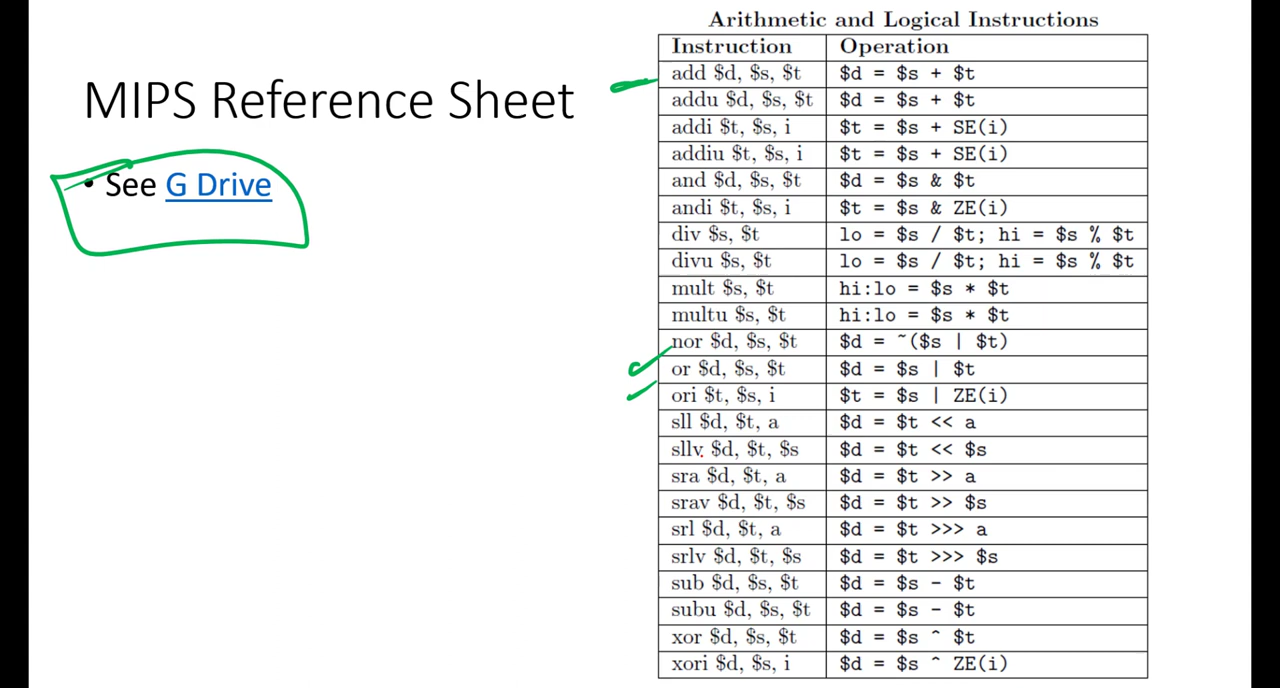 MIPS Reference Sheet
• See G Drive
Arithmetic and Logical Instructions
Instruction Operation
add $d, $s, $t $d = $s + $t
addu $d, $s, $t $d = $s + $t
addi $t, $s, i $t = $s + SE(i)
addiu $t, $s, i $t = $s + SE(i)
and $d, $s, $t $d = $s & $t
andi $t, $s, i $t = $s & ZE(i)
div $s, $t lo = $s / $t; hi = $s % $t
divu $s, $t lo = $s / $t; hi = $s % $t
mult $s, $t hi:lo = $s * $t
multu $s, $t hi:lo = $s * $t
nor $d, $s, $t $d = ~($s | $t)
or $d, $s, $t $d = $s | $t
ori $t, $s, i $t = $s | ZE(i)
sll $d, $t, a $d = $t << a
sllv $d, $t, $s $d = $t << $s
sra $d, $t, a $d = $t >> a
srav $d, $t, $s $d = $t >> $s
srl $d, $t, a $d = $t >>> a
srlv $d, $t, $s $d = $t >>> $s
sub $d, $s, $t $d = $s - $t
subu $d, $s, $t $d = $s - $t
xor $d, $s, $t $d = $s ^ $t
xori $d, $s, i $d = $s ^ ZE(i)